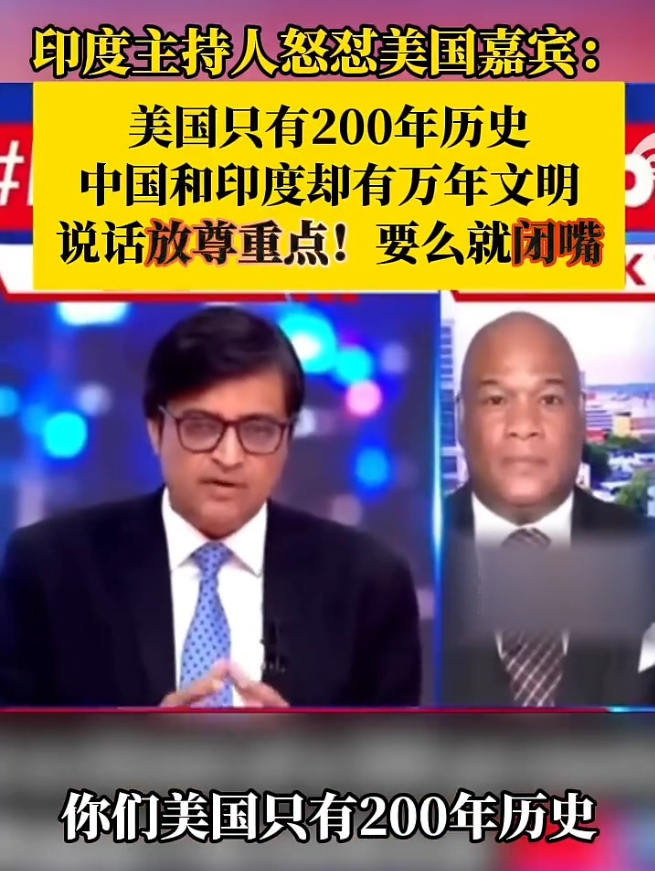 印度主持人怒怼美国嘉宾：
美国只有200年历史
中国和印度却有万年文明
说话放尊重点！要么就闭嘴
你们美国只有200年历史